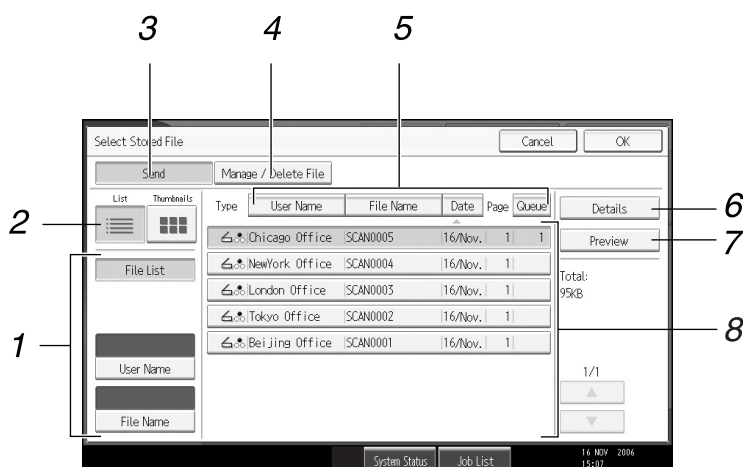 3 4 5
Select Stored File Cancel OK
Send Manage / Delete File
List Thumbnails Type User Name File Name Date Page Queue Details 6
2 Chicago Office SCAN0005 16/Nov. 1 1 Preview 7
File List NewYork Office SCAN0004 16/Nov. 1 Total:
London Office SCAN0003 16/Nov. 1 95KB
1 Tokyo Office SCAN0002 16/Nov. 1 8
Beijing Office SCAN0001 16/Nov. 1
User Name 1/1
File Name
System Status Job List 16 NOV 2006
15:07